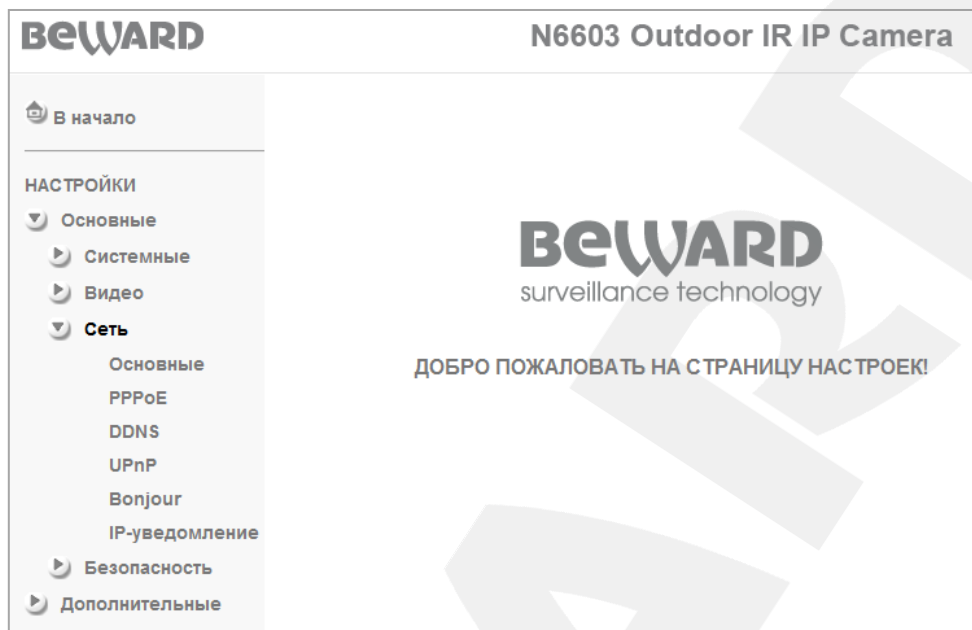 BEWARD
N6603 Outdoor IR IP Camera
В начало
НАСТРОЙКИ
Основные
Системные
Видео
Сеть
Основные
PPPoE
DDNS
UPnP
Bonjour
IP-уведомление
Безопасность
Дополнительные
BEWARD
surveillance technology
ДОБРО ПОЖАЛОВАТЬ НА СТРАНИЦУ НАСТРОЕК!